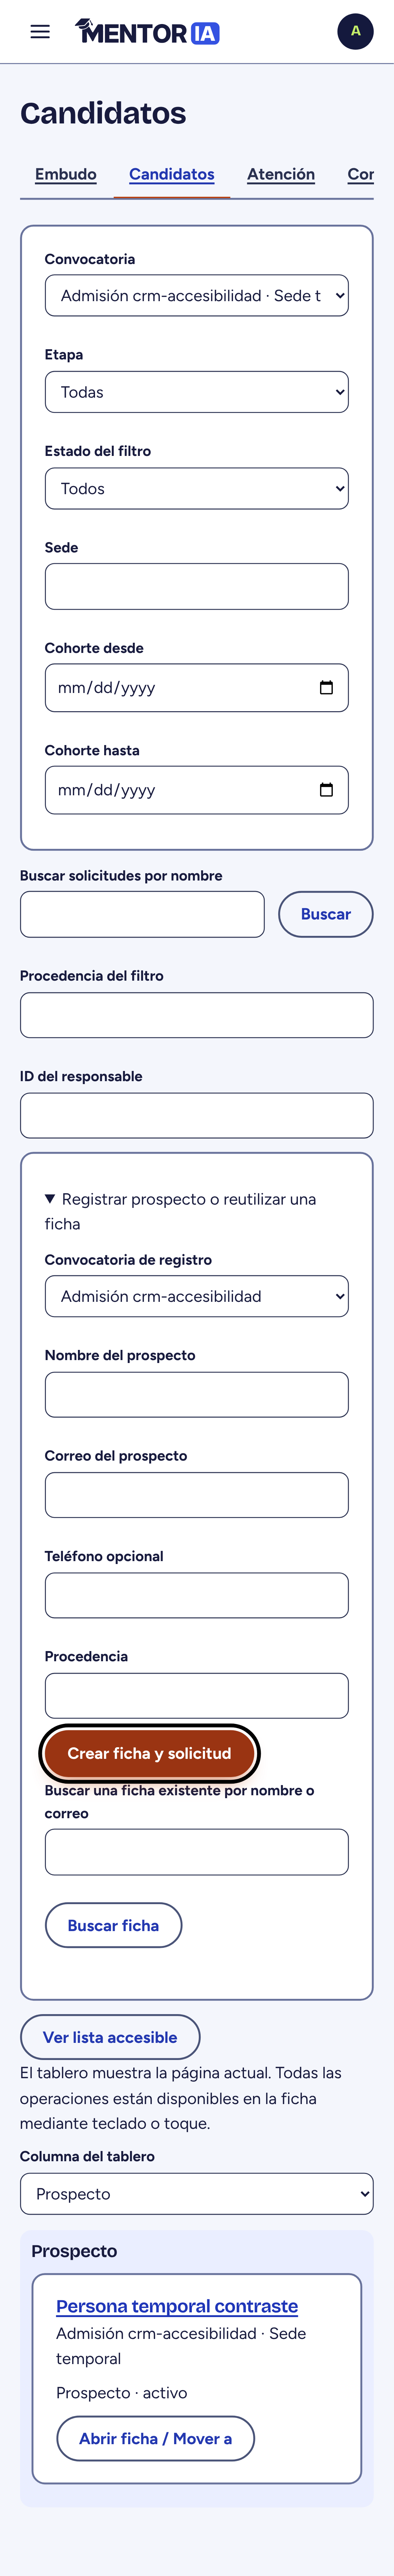 MENTOR IA
A
Candidatos
Embudo
Candidatos
Atención
Convocatoria
Admisión crm-accesibilidad · Sede t
Etapa
Todas
Estado del filtro
Todos
Sede
Cohorte desde
mm/dd/yyyy
Cohorte hasta
mm/dd/yyyy
Buscar solicitudes por nombre
Buscar
Procedencia del filtro
ID del responsable
▼ Registrar prospecto o reutilizar una
ficha
Convocatoria de registro
Admisión crm-accesibilidad
Nombre del prospecto
Correo del prospecto
Teléfono opcional
Procedencia
Crear ficha y solicitud
Buscar una ficha existente por nombre o
correo
Buscar ficha
Ver lista accesible
El tablero muestra la página actual. Todas las
operaciones están disponibles en la ficha
mediante teclado o toque.
Columna del tablero
Prospecto
Prospecto
Persona temporal contraste
Admisión crm-accesibilidad · Sede
temporal
Prospecto · activo
Abrir ficha / Mover a